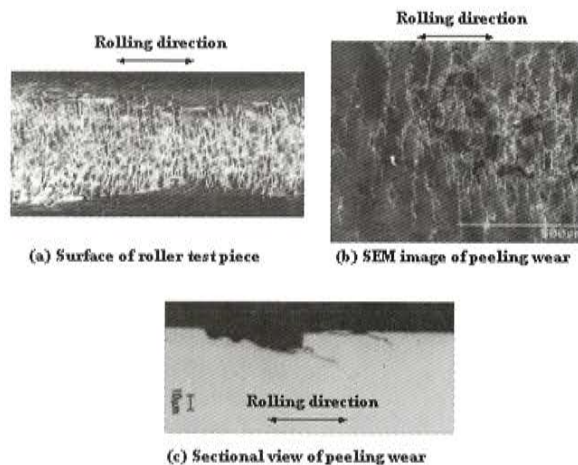 Rolling direction
Rolling direction
(a) Surface of roller test piece
(b) SEM image of peeling wear
10μm
Rolling direction
(c) Sectional view of peeling wear